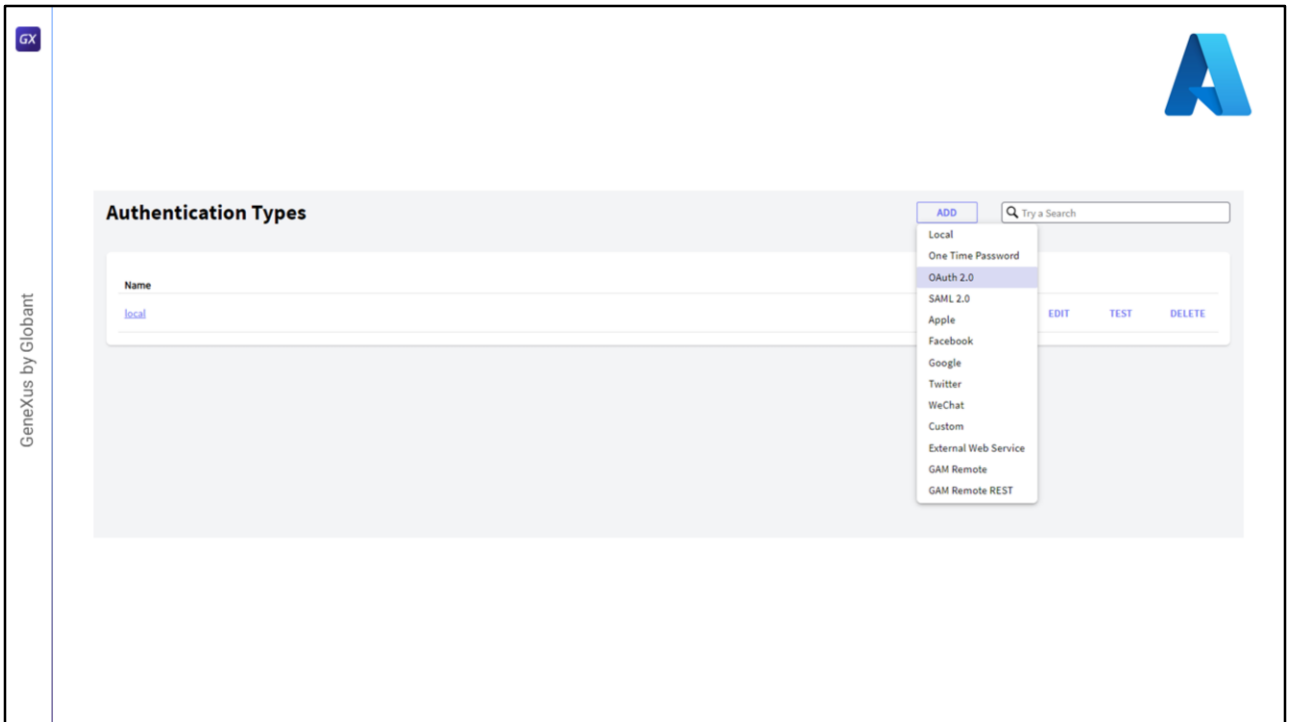 GX
GeneXus by Globant
Authentication Types
ADD
Try a Search
Local
One Time Password
OAuth 2.0
SAML 2.0
Apple
Facebook
Google
Twitter
WeChat
Custom
External Web Service
GAM Remote
GAM Remote REST
Name
local
EDIT TEST DELETE